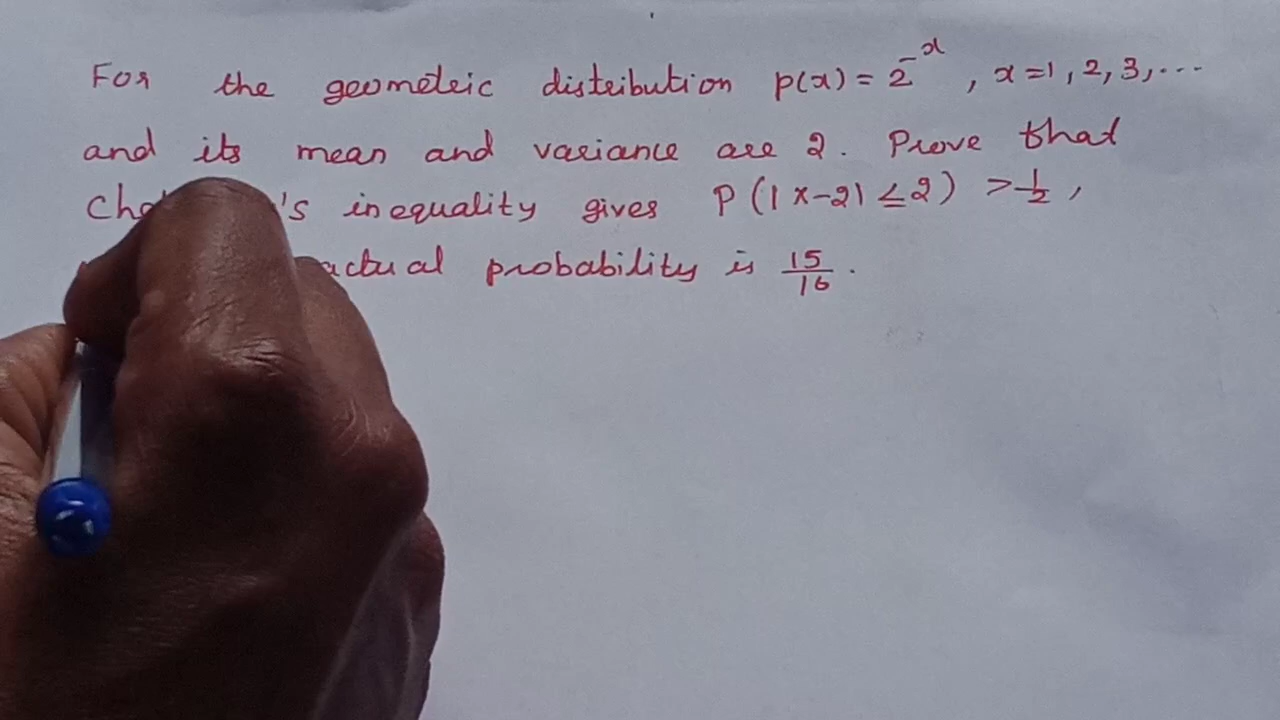 For the geometric distribution p(x) = 2^{-x}, x = 1, 2, 3, ...
and its mean and variance are 2. Prove that
's inequality gives P(|x-2| ≤ 2) > 1/2,
actual probability is 15/16.